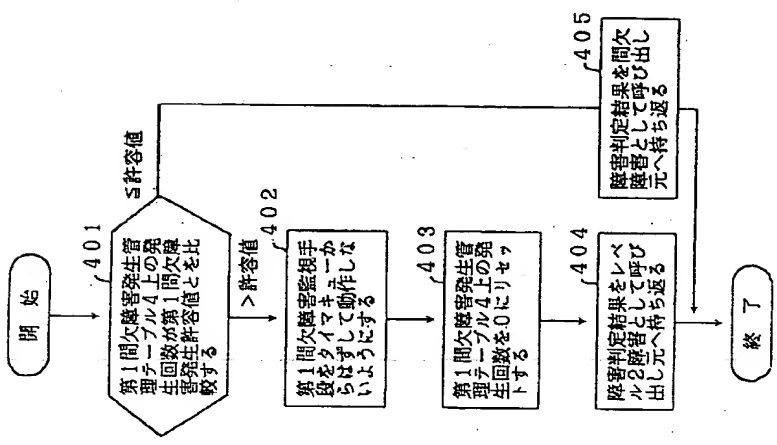 開始
401
第1間欠障害発生管
理テーブル4上の発
生回数が第1間欠障
害発生許容値とを比
較する
≦許容値
>許容値
402
第1間欠障害監視手
段をタイマキューか
らはずして動作しな
いようにする
403
第1間欠障害発生管
理テーブル4上の発
生回数を0にリセッ
トする
404
障害判定結果をレベ
ル2障害として呼び
出し元へ持ち返る
405
障害判定結果を間欠
障害として呼び出し
元へ持ち返る
終了